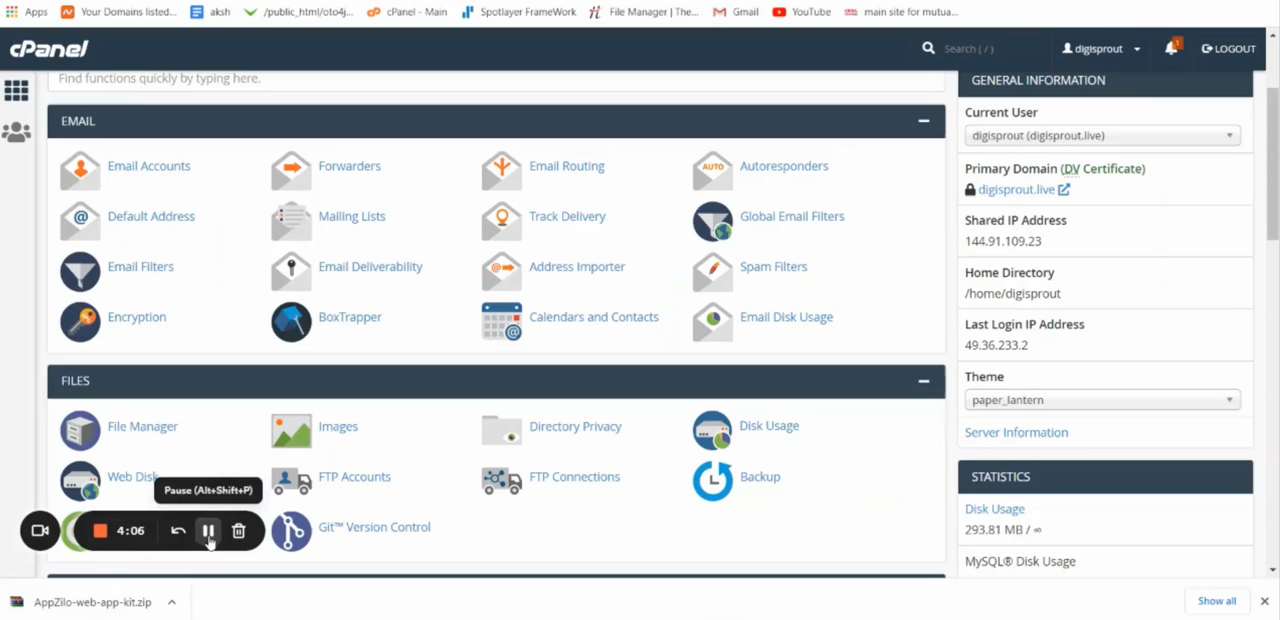 Apps Your Domains listed... aksh /public_html/oto4j... cPanel - Main Spotlayer FrameWork File Manager | The... Gmail YouTube main site for mutua...
cPanel Search ( / ) digisprout 1 LOGOUT
Find functions quickly by typing here.
EMAIL
Email Accounts Forwarders Email Routing AUTO Autoresponders
Default Address Mailing Lists Track Delivery Global Email Filters
Email Filters Email Deliverability Address Importer Spam Filters
Encryption BoxTrapper Calendars and Contacts Email Disk Usage
FILES
File Manager Images Directory Privacy Disk Usage
Web Disk FTP Accounts FTP Connections Backup
Pause (Alt+Shift+P)
4:06 Git™ Version Control
GENERAL INFORMATION
Current User
digisprout (digisprout.live)
Primary Domain (DV Certificate)
digisprout.live
Shared IP Address
144.91.109.23
Home Directory
/home/digisprout
Last Login IP Address
49.36.233.2
Theme
paper_lantern
Server Information
STATISTICS
Disk Usage
293.81 MB / ∞
MySQL® Disk Usage
AppZilo-web-app-kit.zip Show all